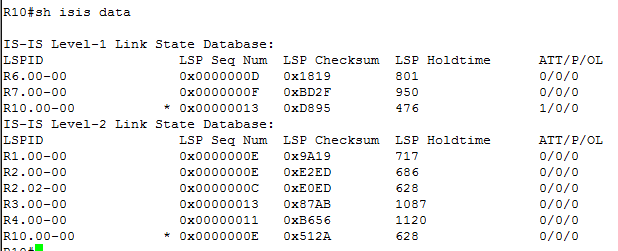 R10#sh isis data
IS-IS Level-1 Link State Database:
LSPID LSP Seq Num LSP Checksum LSP Holdtime ATT/P/OL
R6.00-00 0x0000000D 0x1819 801 0/0/0
R7.00-00 0x0000000F 0xBD2F 950 0/0/0
R10.00-00 * 0x00000013 0xD895 476 1/0/0
IS-IS Level-2 Link State Database:
LSPID LSP Seq Num LSP Checksum LSP Holdtime ATT/P/OL
R1.00-00 0x0000000E 0x9A19 717 0/0/0
R2.00-00 0x0000000E 0xE2ED 686 0/0/0
R2.02-00 0x0000000C 0xE0ED 628 0/0/0
R3.00-00 0x00000013 0x87AB 1087 0/0/0
R4.00-00 0x00000011 0xB656 1120 0/0/0
R10.00-00 * 0x0000000E 0x512A 628 0/0/0
R10#